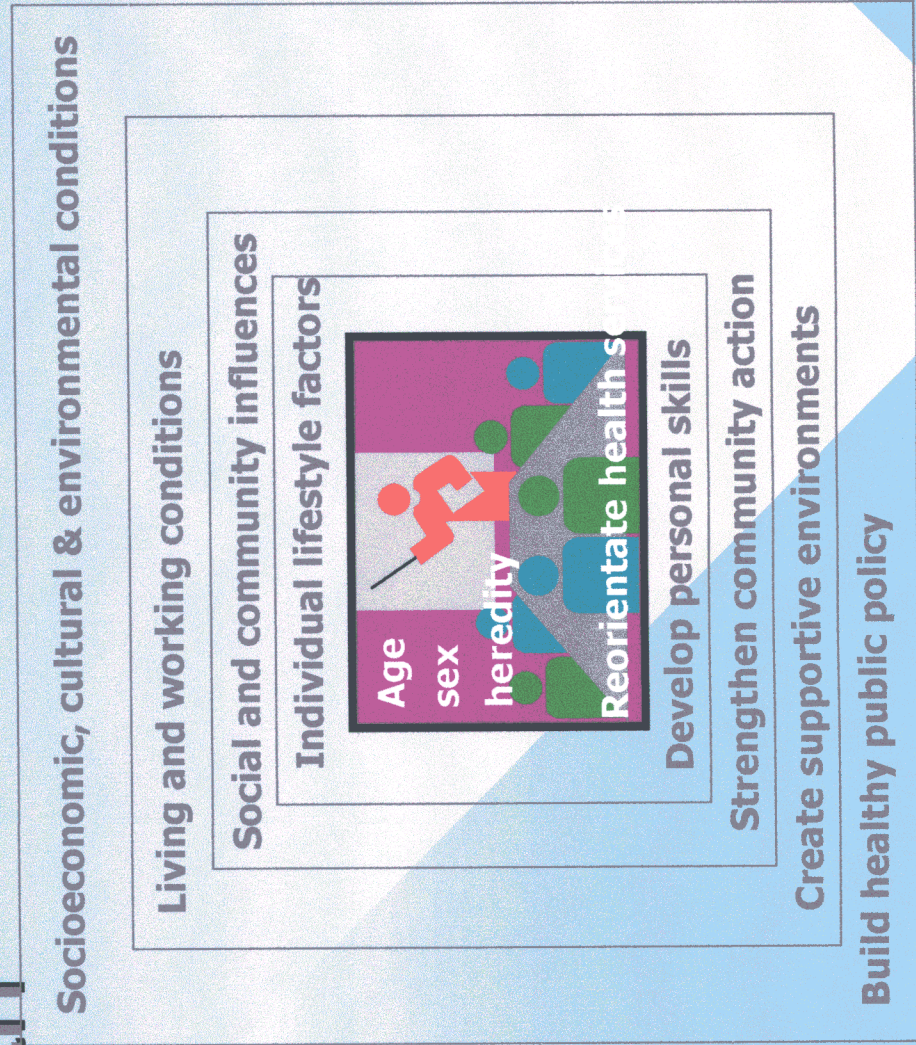 Socioeconomic, cultural & environmental conditions
Living and working conditions
Social and community influences
Individual lifestyle factors
Age
sex
heredity
Reorientate health services
Develop personal skills
Strengthen community action
Create supportive environments
Build healthy public policy